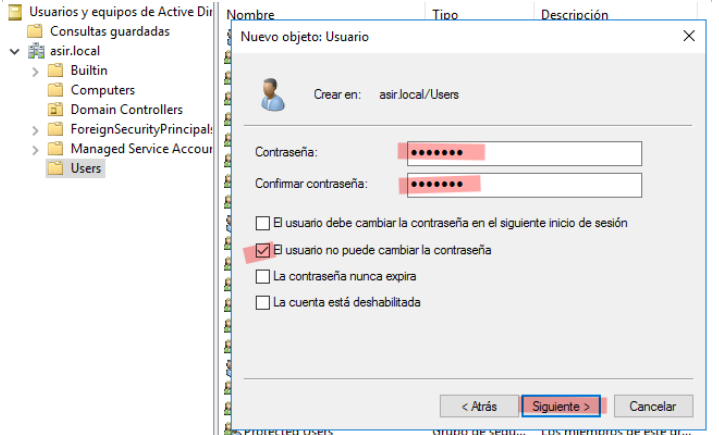 Usuarios y equipos de Active Dir
Consultas guardadas
asir.local
Builtin
Computers
Domain Controllers
ForeignSecurityPrincipals
Managed Service Accour
Users
Nombre Tipo Descripción
Nuevo objeto: Usuario
Crear en: asir.local/Users
Contraseña: •••••••
Confirmar contraseña: •••••••
El usuario debe cambiar la contraseña en el siguiente inicio de sesión
El usuario no puede cambiar la contraseña
La contraseña nunca expira
La cuenta está deshabilitada
< Atrás Siguiente > Cancelar
Protected Users Grupo de segu... Los miembros de este gr...